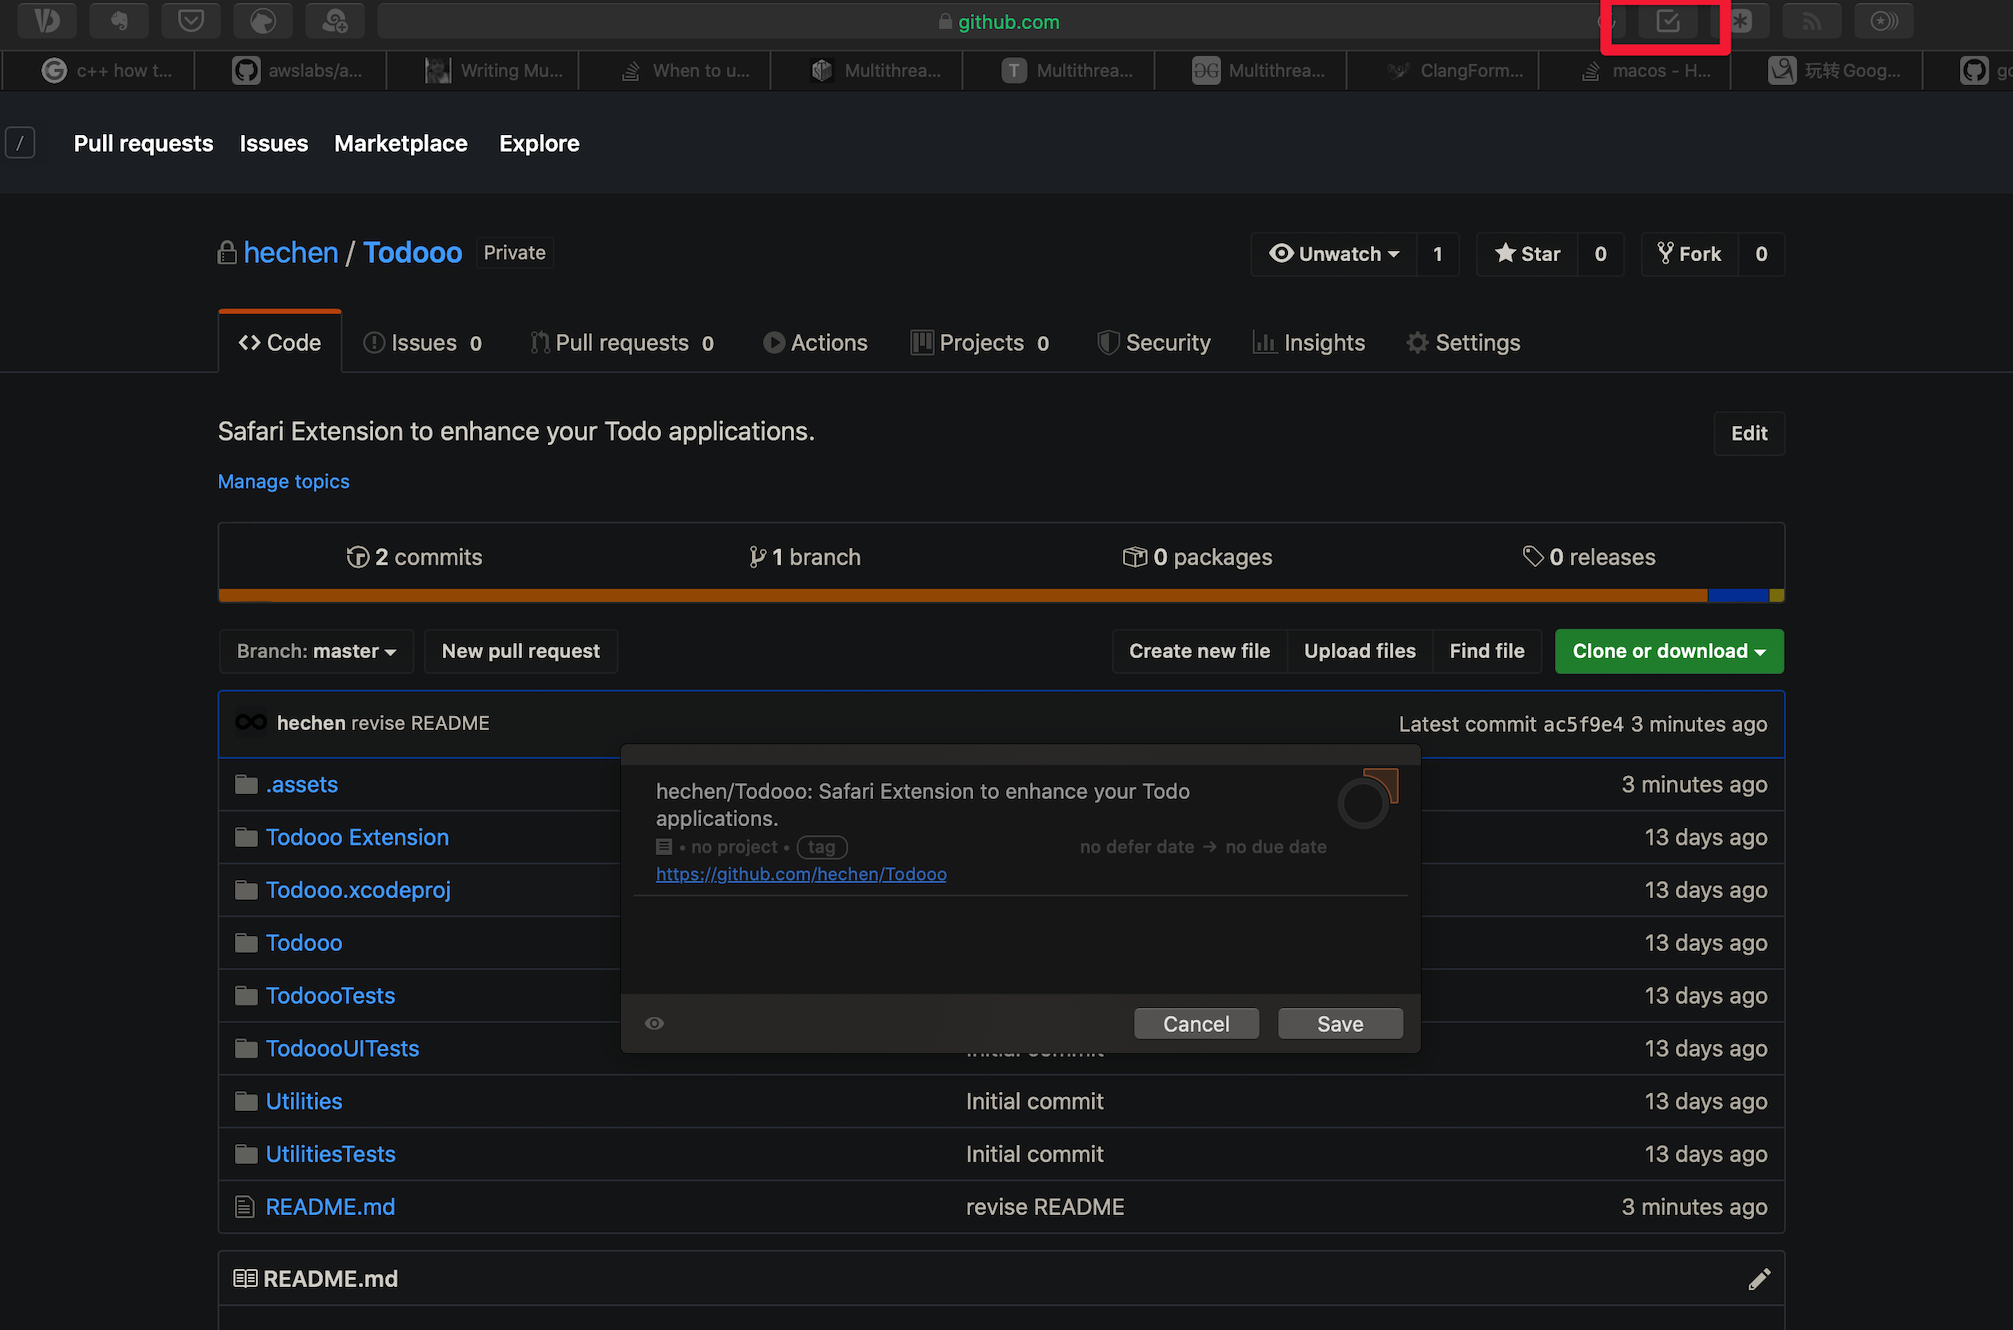 github.com
c++ how t...
awslabs/a...
Writing Mu...
When to u...
Multithrea...
T Multithrea...
Multithrea...
ClangForm...
macos - H...
玩转Goog...
/ Pull requests Issues Marketplace Explore
hechen / Todooo Private
Unwatch 1 Star 0 Fork 0
Code Issues 0 Pull requests 0 Actions Projects 0 Security Insights Settings
Safari Extension to enhance your Todo applications.
Edit
Manage topics
2 commits 1 branch 0 packages 0 releases
Branch: master New pull request Create new file Upload files Find file Clone or download
hechen revise README Latest commit ac5f9e4 3 minutes ago
.assets 3 minutes ago
Todooo Extension 13 days ago
Todooo.xcodeproj 13 days ago
Todooo 13 days ago
TodoooTests 13 days ago
TodoooUITests Initial commit 13 days ago
Utilities Initial commit 13 days ago
UtilitiesTests Initial commit 13 days ago
README.md revise README 3 minutes ago
hechen/Todooo: Safari Extension to enhance your Todo
applications.
• no project • tag no defer date → no due date
https://github.com/hechen/Todooo
Cancel Save
README.md